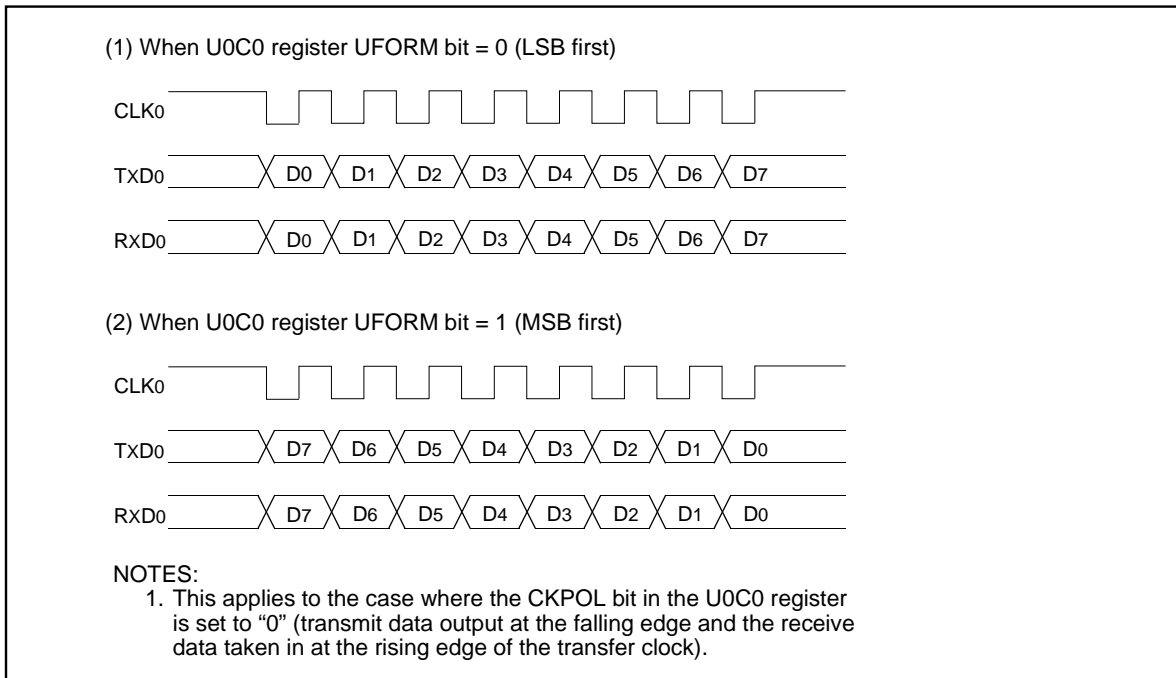 (1) When U0C0 register UFORM bit = 0 (LSB first)
CLK0
TXD0 D0 D1 D2 D3 D4 D5 D6 D7
RXD0 D0 D1 D2 D3 D4 D5 D6 D7
(2) When U0C0 register UFORM bit = 1 (MSB first)
CLK0
TXD0 D7 D6 D5 D4 D3 D2 D1 D0
RXD0 D7 D6 D5 D4 D3 D2 D1 D0
NOTES:
1. This applies to the case where the CKPOL bit in the U0C0 register
is set to “0” (transmit data output at the falling edge and the receive
data taken in at the rising edge of the transfer clock).